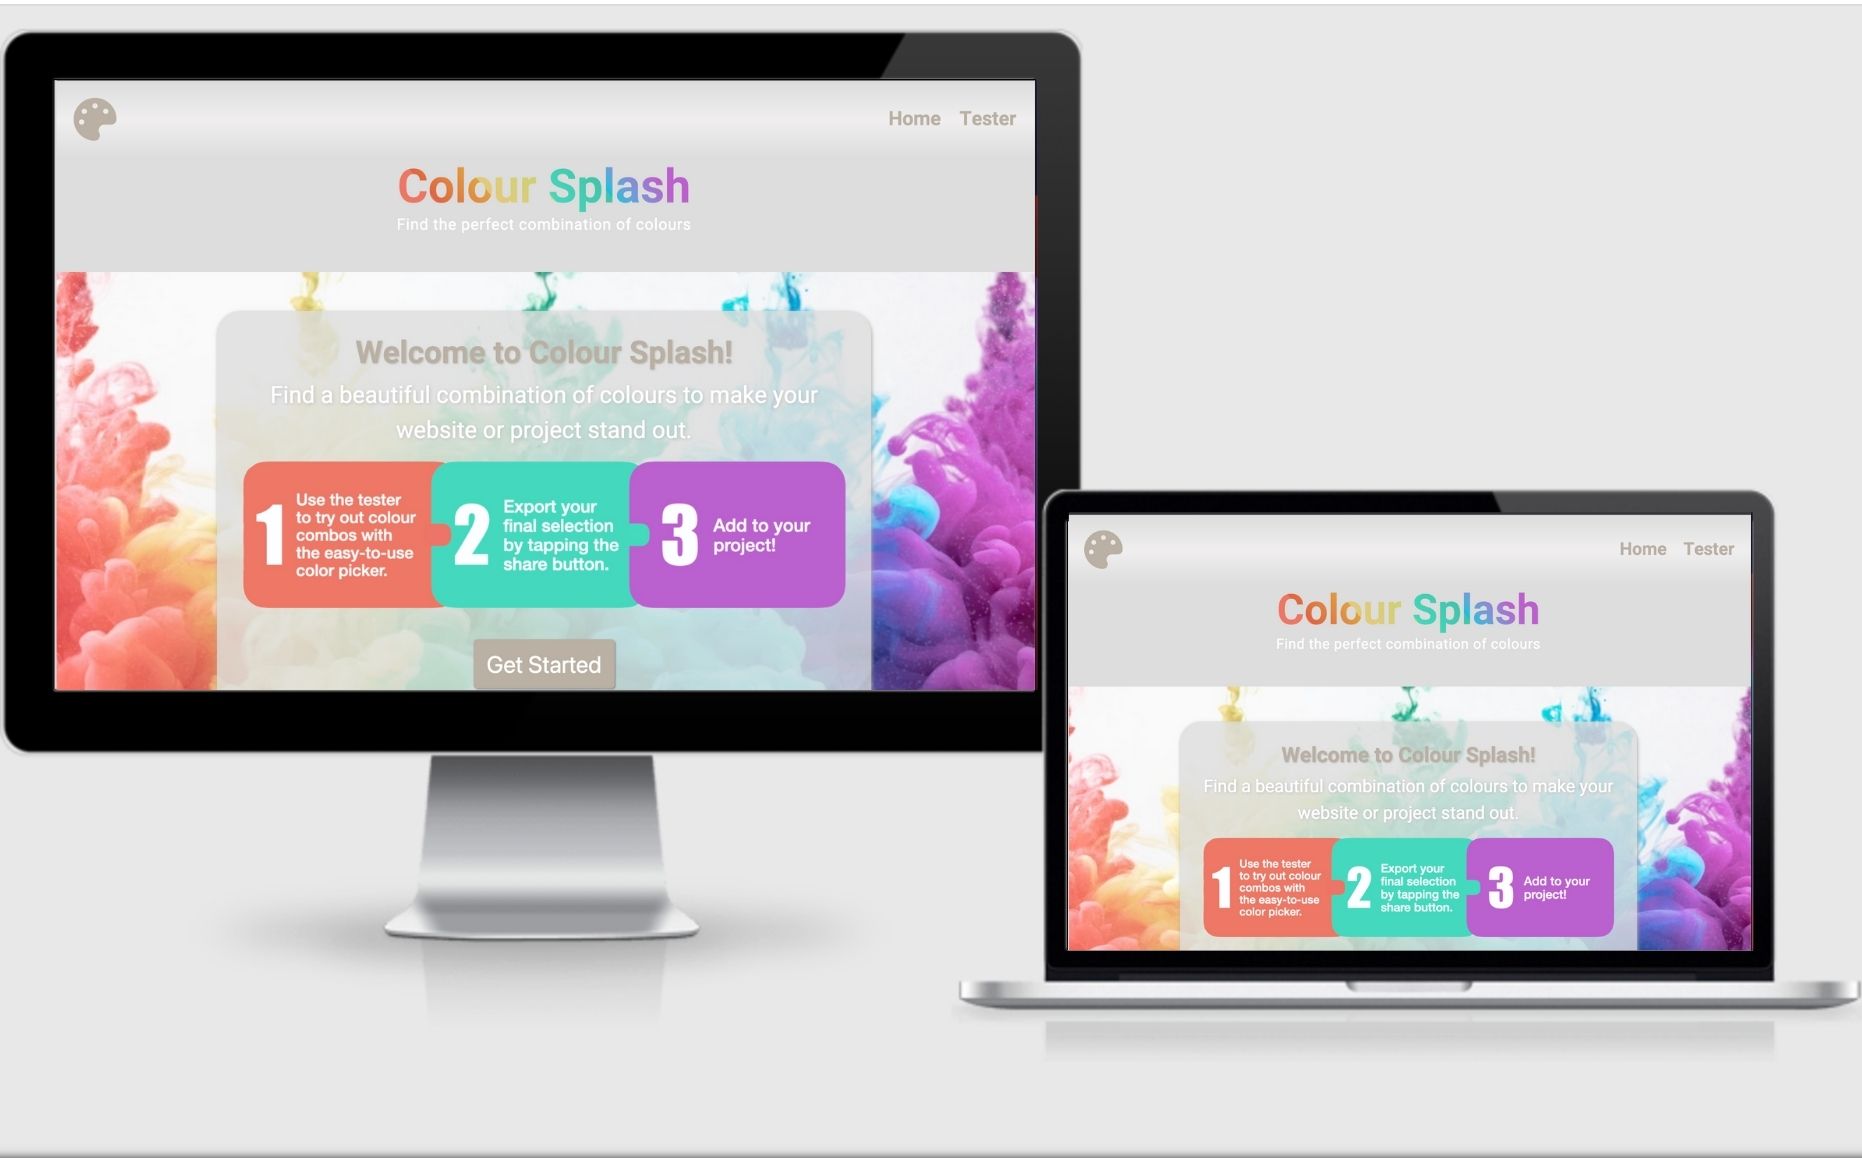 Home Tester
Colour Splash
Find the perfect combination of colours
Welcome to Colour Splash!
Find a beautiful combination of colours to make your
website or project stand out.
1
Use the tester
to try out colour
combos with
the easy-to-use
color picker.
2
Export your
final selection
by tapping the
share button.
3
Add to your
project!
Get Started
Home Tester
Colour Splash
Find the perfect combination of colours
Welcome to Colour Splash!
Find a beautiful combination of colours to make your
website or project stand out.
1
Use the tester
to try out colour
combos with
the easy-to-use
color picker.
2
Export your
final selection
by tapping the
share button.
3
Add to your
project!